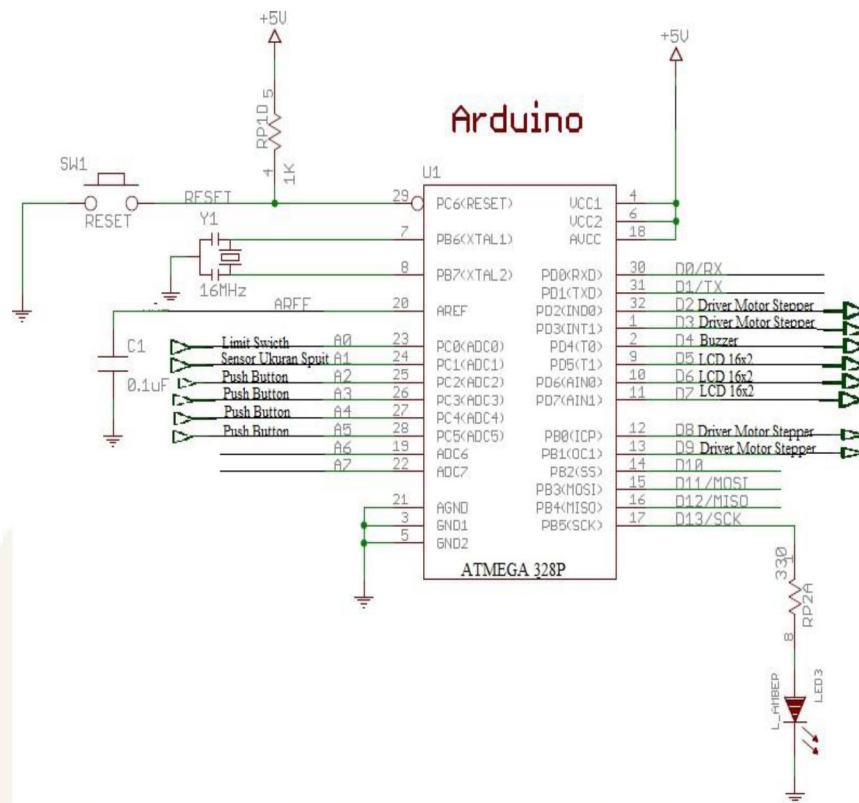 +5V
+5V
Arduino
5
RP1D
4
1K
SW1
RESET
RESET
U1
29
PC6(RESET)
Y1
7
PB6(XTAL1)
8
PB7(XTAL2)
16MHz
AREF
20
AREF
C1
0.1uF
Limit Swicth A0 23 PC0(ADC0)
Sensor Ukuran Spuit A1 24 PC1(ADC1)
Push Button A2 25 PC2(ADC2)
Push Button A3 26 PC3(ADC3)
Push Button A4 27 PC4(ADC4)
Push Button A5 28 PC5(ADC5)
A6 19 ADC6
A7 22 ADC7
21 AGND
3 GND1
5 GND2
VCC1 4
VCC2 6
AVCC 18
PD0(RXD) 30 D0/RX
PD1(TXD) 31 D1/TX
PD2(IND0) 32 D2 Driver Motor Stepper
PD3(INT1) 1 D3 Driver Motor Stepper
PD4(T0) 2 D4 Buzzer
PD5(T1) 9 D5 LCD 16x2
PD6(AIN0) 10 D6 LCD 16x2
PD7(AIN1) 11 D7 LCD 16x2
PB0(ICP) 12 D8 Driver Motor Stepper
PB1(OC1) 13 D9 Driver Motor Stepper
PB2(SS) 14 D10
PB3(MOSI) 15 D11/MOSI
PB4(MISO) 16 D12/MISO
PB5(SCK) 17 D13/SCK
ATMEGA 328P
330
1
RP2A
8
L_AMBER
LED3